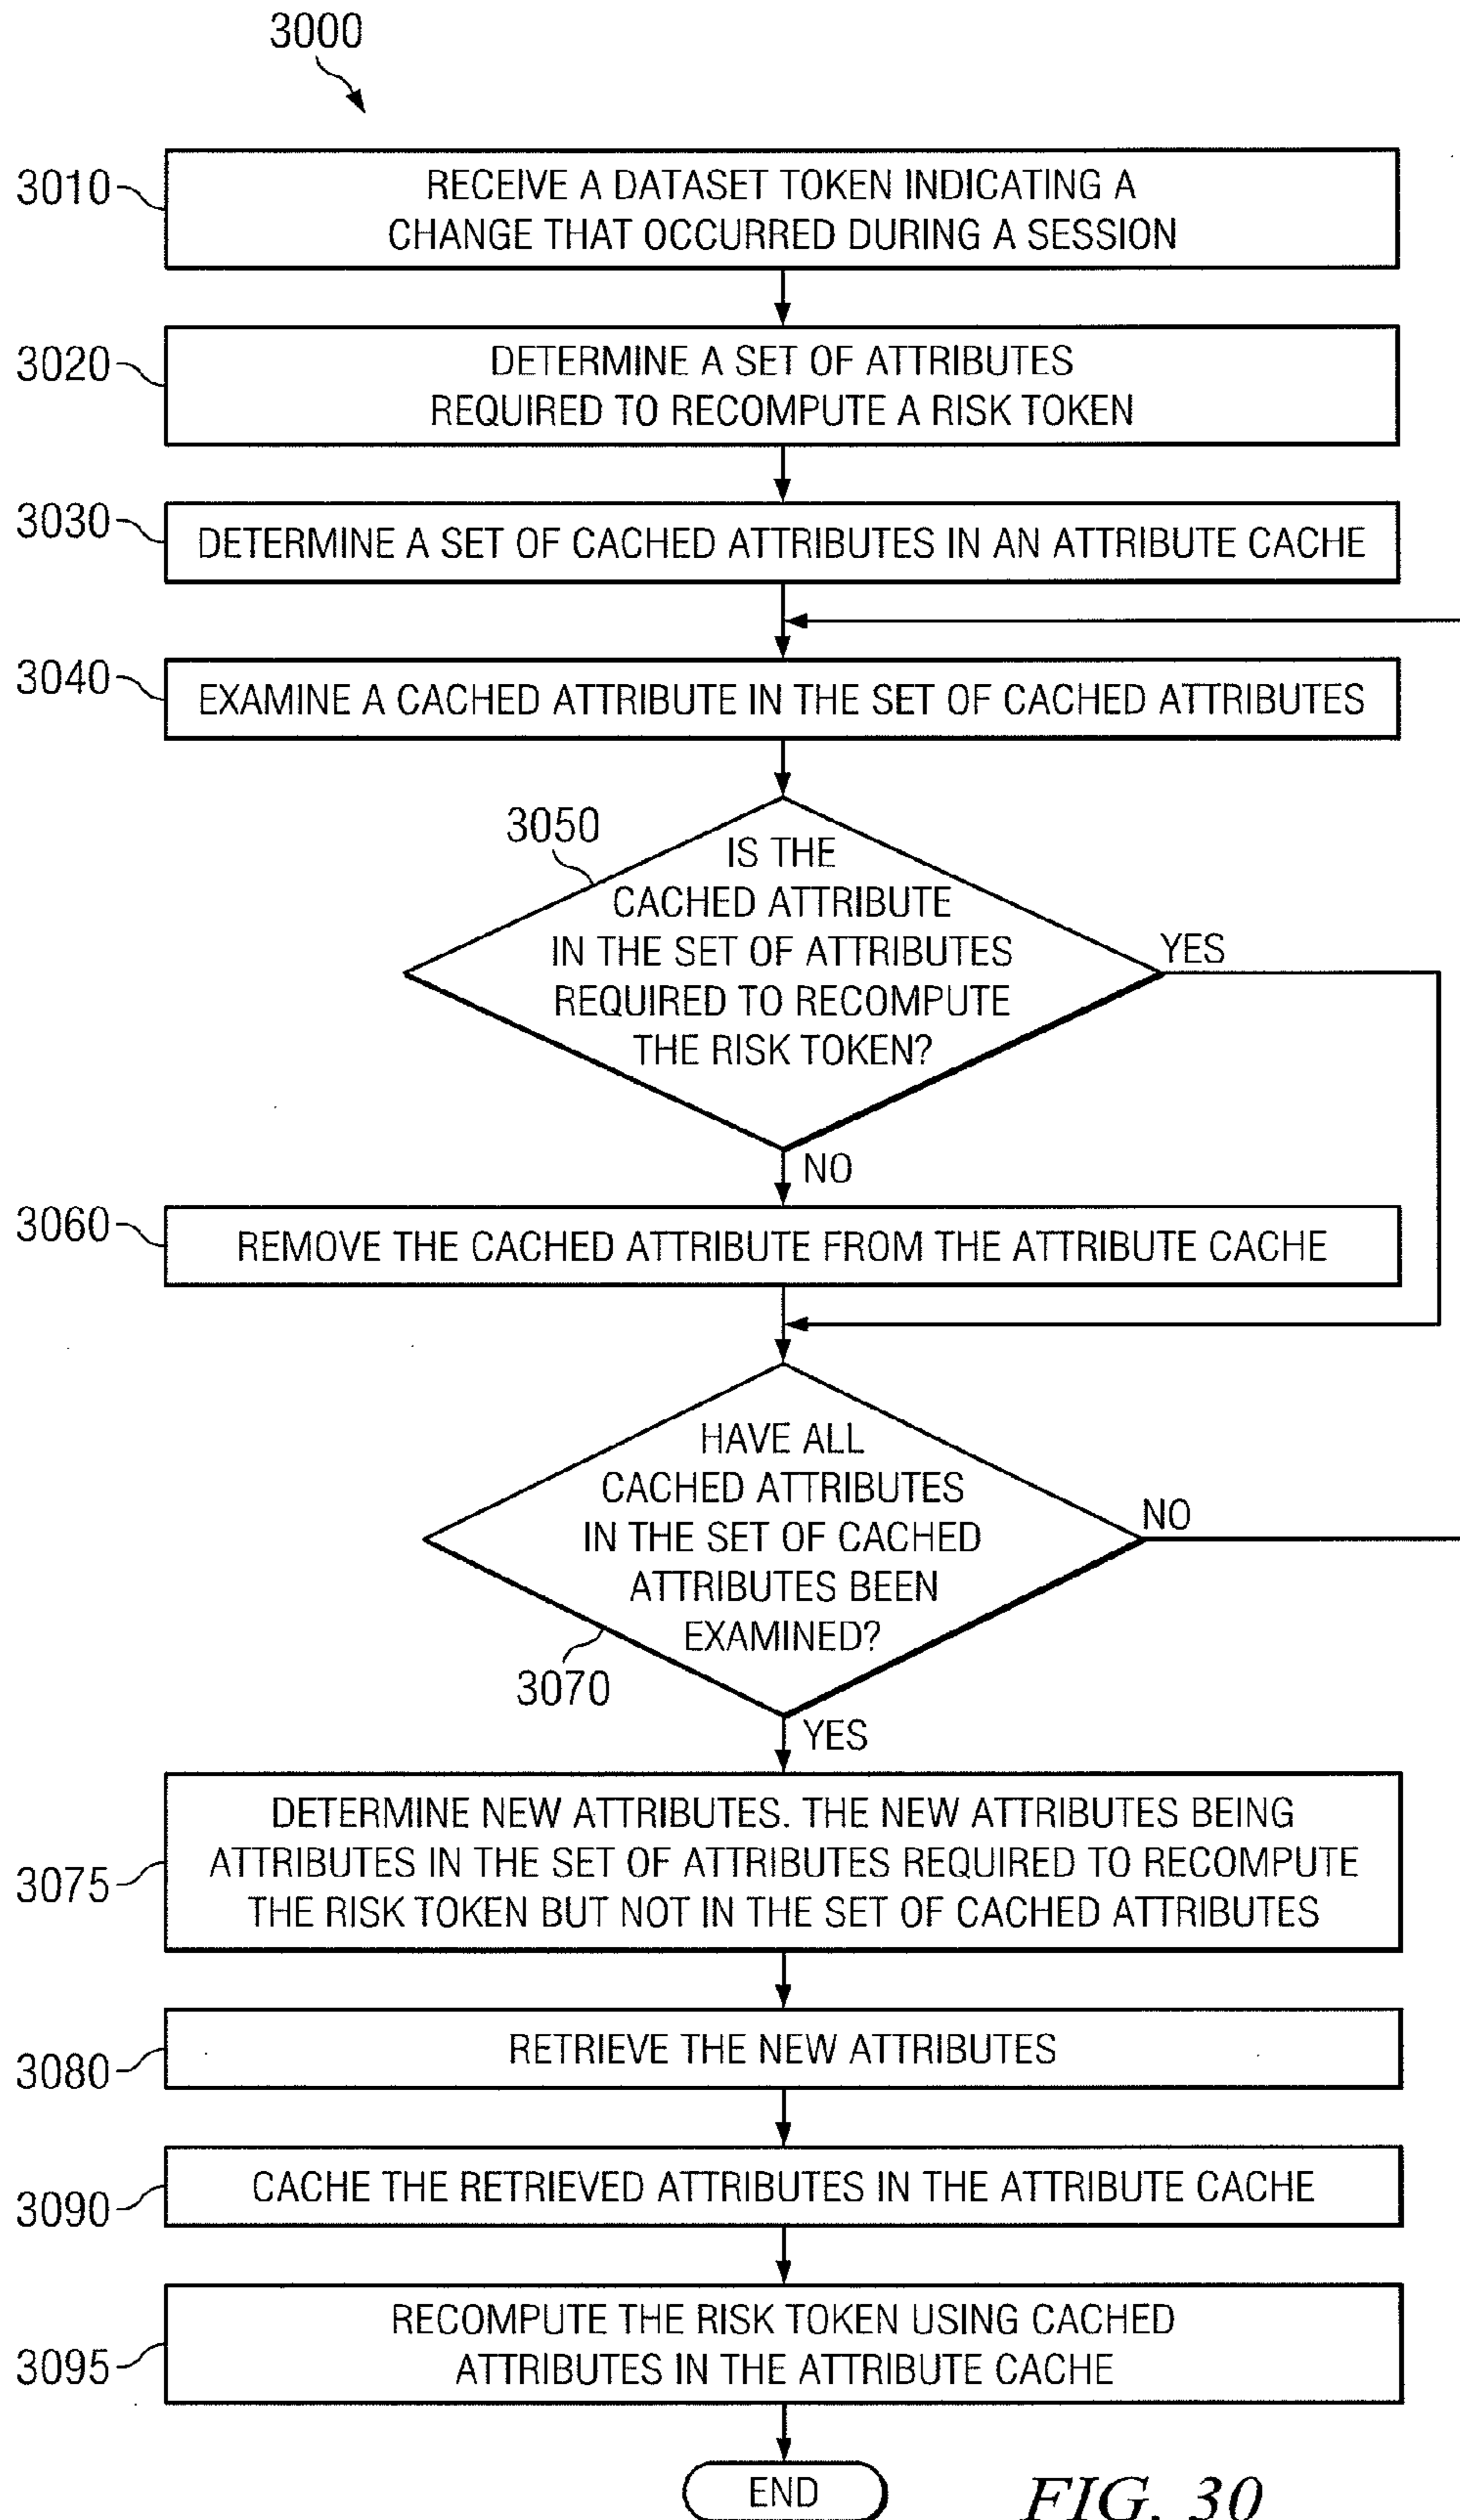 3000
3010
RECEIVE A DATASET TOKEN INDICATING A
CHANGE THAT OCCURRED DURING A SESSION
3020
DETERMINE A SET OF ATTRIBUTES
REQUIRED TO RECOMPUTE A RISK TOKEN
3030
DETERMINE A SET OF CACHED ATTRIBUTES IN AN ATTRIBUTE CACHE
3040
EXAMINE A CACHED ATTRIBUTE IN THE SET OF CACHED ATTRIBUTES
3050
IS THE
CACHED ATTRIBUTE
IN THE SET OF ATTRIBUTES
REQUIRED TO RECOMPUTE
THE RISK TOKEN?
YES
NO
3060
REMOVE THE CACHED ATTRIBUTE FROM THE ATTRIBUTE CACHE
HAVE ALL
CACHED ATTRIBUTES
IN THE SET OF CACHED
ATTRIBUTES BEEN
EXAMINED?
NO
3070
YES
3075
DETERMINE NEW ATTRIBUTES. THE NEW ATTRIBUTES BEING
ATTRIBUTES IN THE SET OF ATTRIBUTES REQUIRED TO RECOMPUTE
THE RISK TOKEN BUT NOT IN THE SET OF CACHED ATTRIBUTES
3080
RETRIEVE THE NEW ATTRIBUTES
3090
CACHE THE RETRIEVED ATTRIBUTES IN THE ATTRIBUTE CACHE
3095
RECOMPUTE THE RISK TOKEN USING CACHED
ATTRIBUTES IN THE ATTRIBUTE CACHE
END
FIG. 30